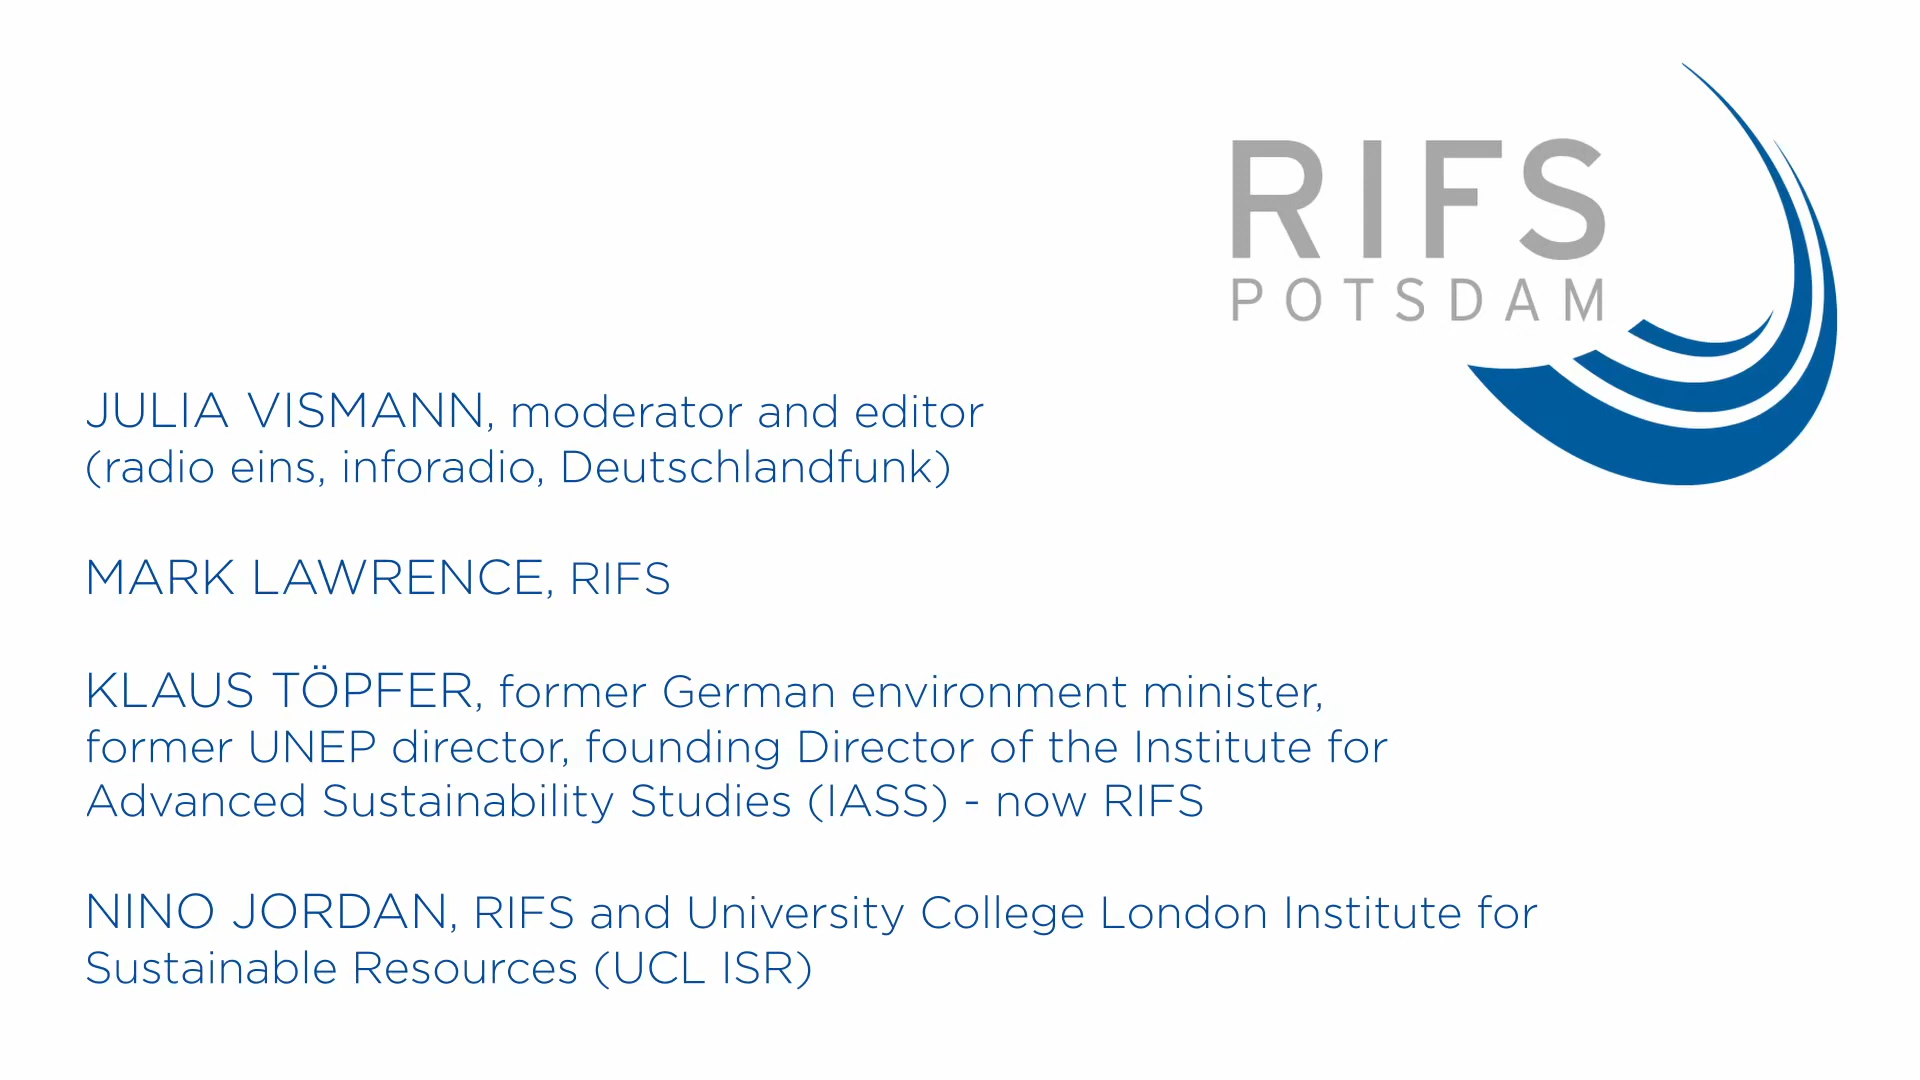 RIFS
POTSDAM
JULIA VISMANN, moderator and editor
(radio eins, inforadio, Deutschlandfunk)
MARK LAWRENCE, RIFS
KLAUS TÖPFER, former German environment minister,
former UNEP director, founding Director of the Institute for
Advanced Sustainability Studies (IASS) - now RIFS
NINO JORDAN, RIFS and University College London Institute for
Sustainable Resources (UCL ISR)